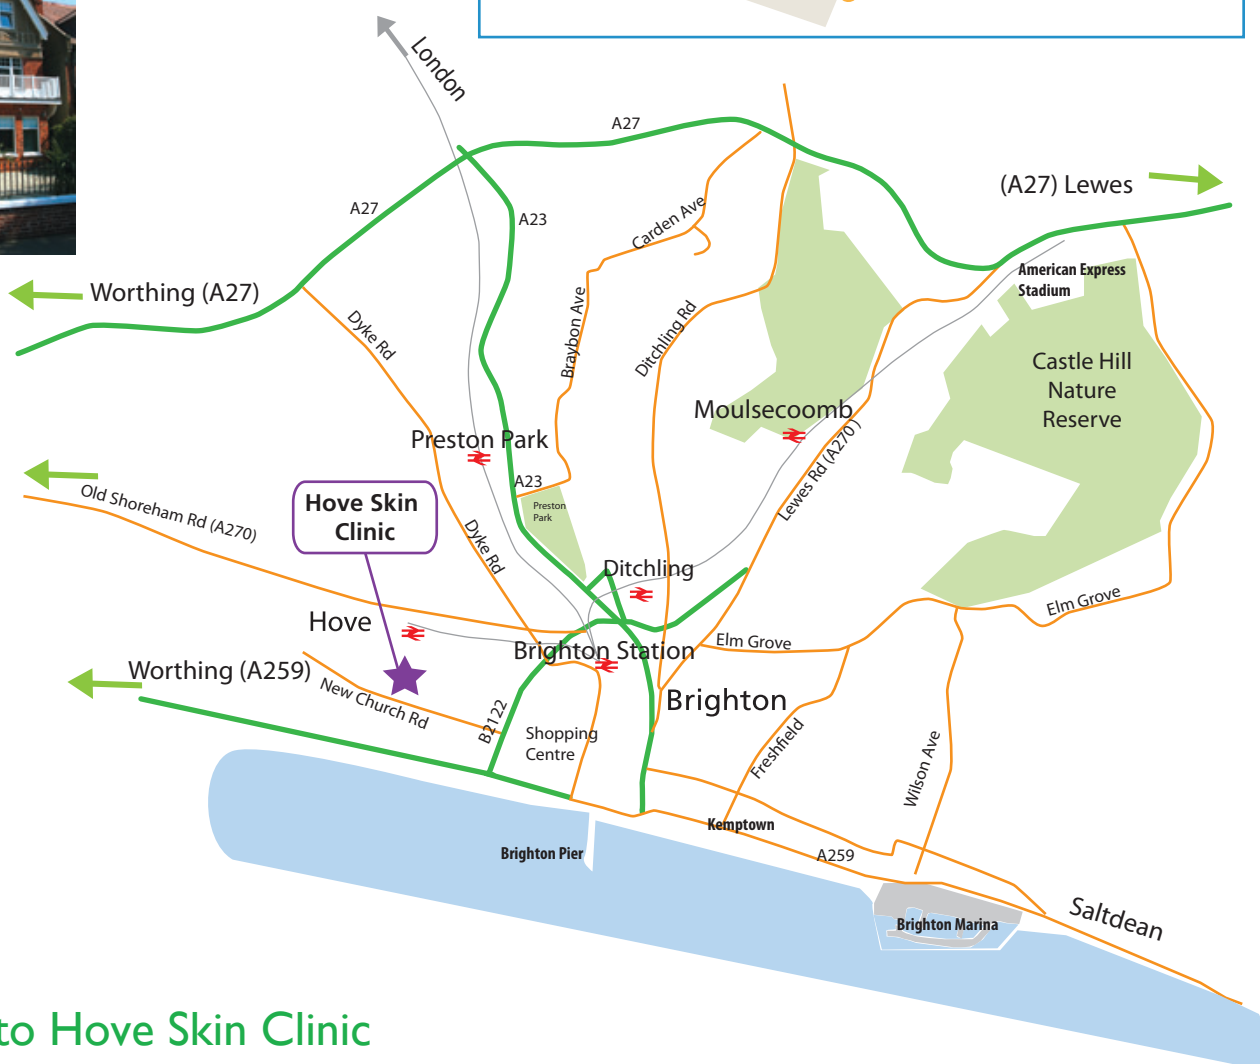 London
A27
(A27) Lewes
A27
A23
Carden Ave
Worthing (A27)
American Express
Stadium
Dyke Rd
Braybon Ave
Ditchling Rd
Castle Hill
Nature
Reserve
Moulsecoomb
Preston Park
Lewes Rd (A270)
A23
Old Shoreham Rd (A270)
Hove Skin
Clinic
Preston
Park
Dyke Rd
Ditchling
Elm Grove
Hove
Elm Grove
Brighton Station
Worthing (A259)
New Church Rd
Brighton
B2122
Shopping
Centre
Freshfield
Wilson Ave
Kemptown
Brighton Pier
A259
Saltdean
Brighton Marina
to Hove Skin Clinic